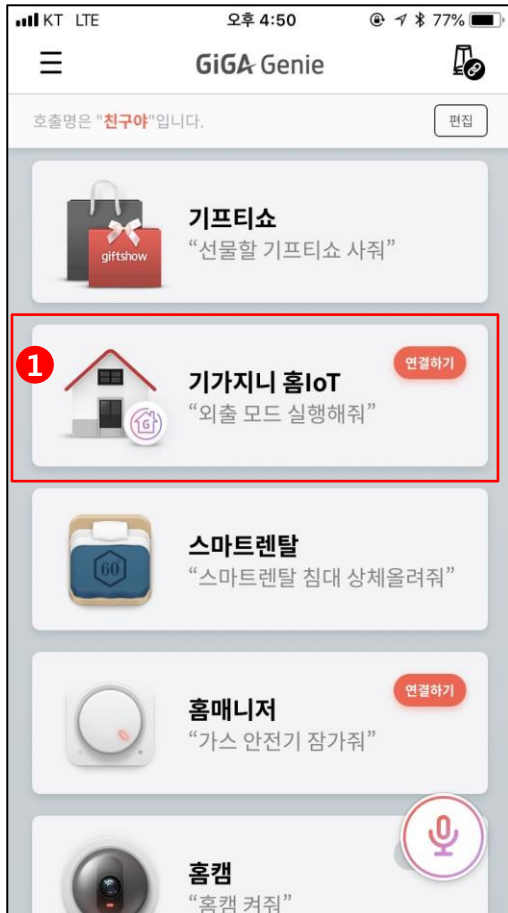 KT LTE 오후 4:50 77%
GiGA Genie
호출명은 "친구야"입니다. 편집
기프티쇼
“선물할 기프티쇼 사줘”
giftshow
1
연결하기
기가지니 홈IoT
“외출 모드 실행해줘”
G
스마트렌탈
“스마트렌탈 침대 상체올려줘”
60
연결하기
홈매니저
“가스 안전기 잠가줘”
홈캠
“홈캠 켜줘”